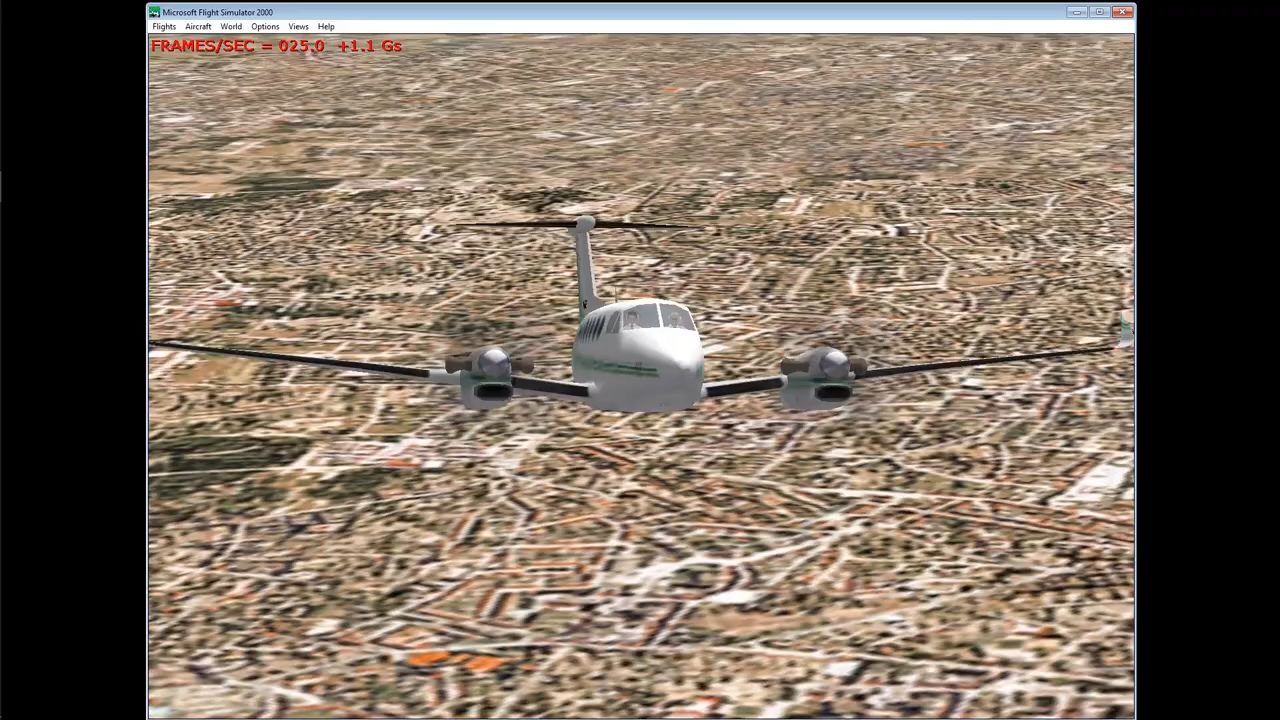 Microsoft Flight Simulator 2000
Flights Aircraft World Options Views Help
FRAMES/SEC = 025.0 +1.1 Gs